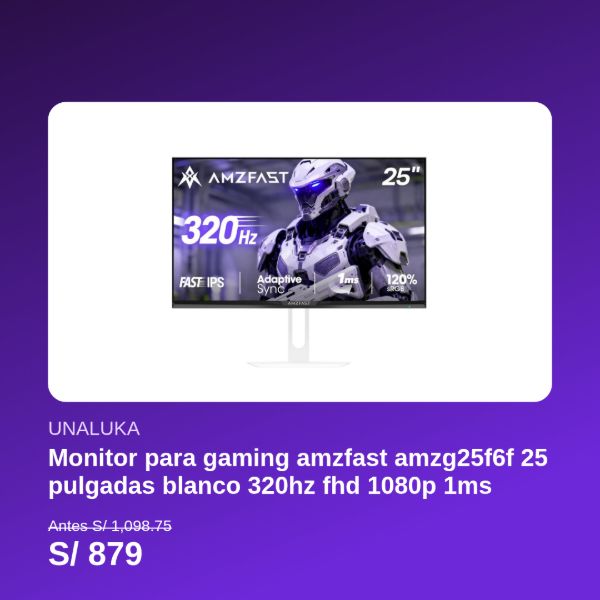 AMZFAST 25"
320Hz
FAST IPS Adaptive Sync 1ms 120% sRGB
AMZFAST
UNALUKA
Monitor para gaming amzfast amzg25f6f 25
pulgadas blanco 320hz fhd 1080p 1ms
Antes S/ 1,098.75
S/ 879